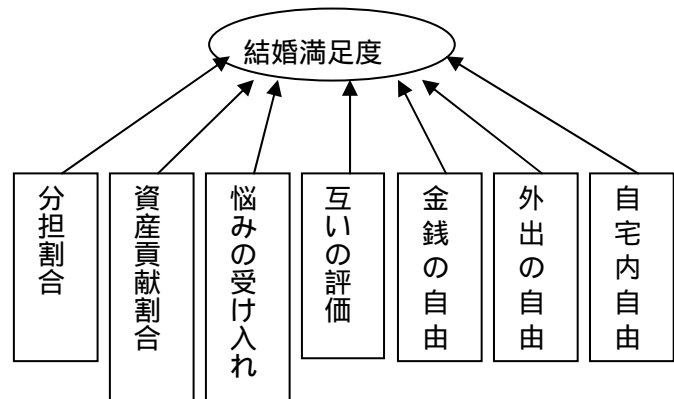 結婚満足度
分担割合
資産貢献割合
悩みの受け入れ
互いの評価
金銭の自由
外出の自由
自宅内自由